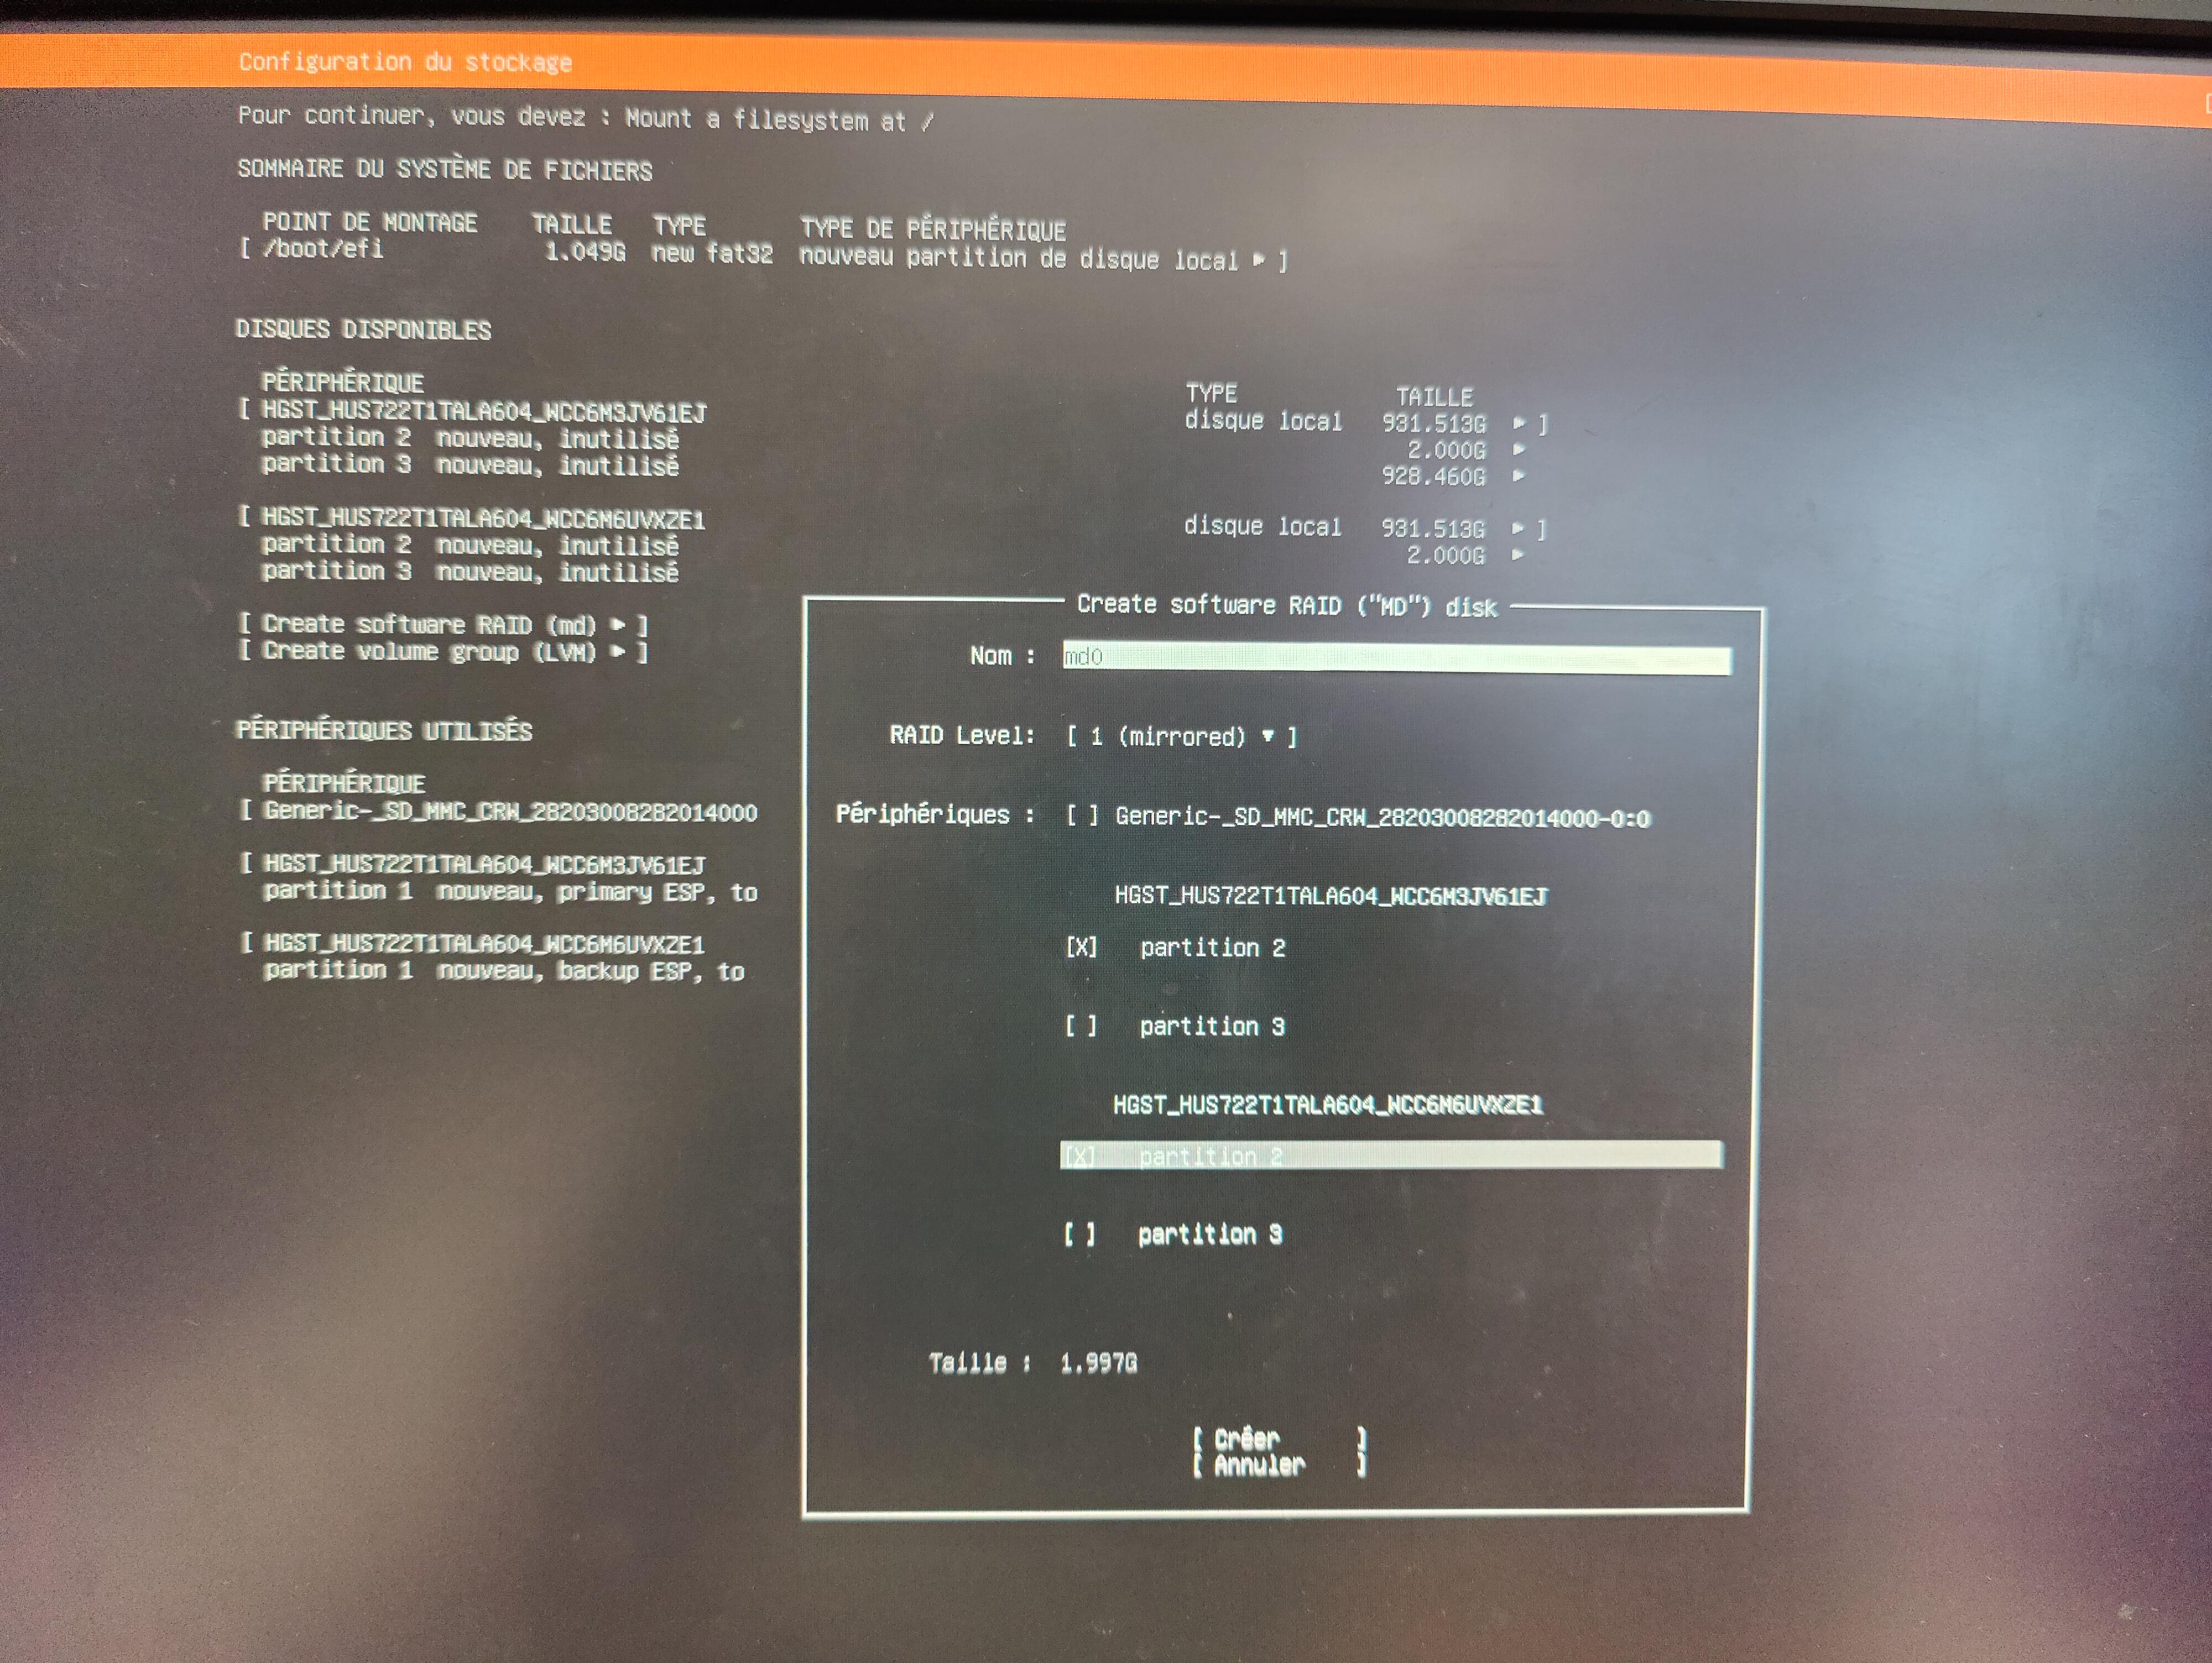 Configuration du stockage
[
Pour continuer, vous devez : Mount a filesystem at /
SOMMAIRE DU SYSTÈME DE FICHIERS
POINT DE MONTAGE TAILLE TYPE TYPE DE PÉRIPHÉRIQUE
[ /boot/efi 1.049G new fat32 nouveau partition de disque local ► ]
DISQUES DISPONIBLES
PÉRIPHÉRIQUE TYPE TAILLE
[ HGST_HUS722T1TALA604_WCC6M3JV61EJ disque local 931.513G ► ]
partition 2 nouveau, inutilisé 2.000G ►
partition 3 nouveau, inutilisé 928.460G ►
[ HGST_HUS722T1TALA604_WCC6M6UVXZE1 disque local 931.513G ► ]
partition 2 nouveau, inutilisé 2.000G ►
partition 3 nouveau, inutilisé
[ Create software RAID (md) ► ]
[ Create volume group (LVM) ► ]
PÉRIPHÉRIQUES UTILISÉS
PÉRIPHÉRIQUE
[ Generic-_SD_MMC_CRW_28203008282014000
[ HGST_HUS722T1TALA604_WCC6M3JV61EJ
partition 1 nouveau, primary ESP, to
[ HGST_HUS722T1TALA604_WCC6M6UVXZE1
partition 1 nouveau, backup ESP, to
Create software RAID ("MD") disk
Nom : md0
RAID Level: [ 1 (mirrored) ▼ ]
Périphériques : [ ] Generic-_SD_MMC_CRW_28203008282014000-0:0
HGST_HUS722T1TALA604_WCC6M3JV61EJ
[X] partition 2
[ ] partition 3
HGST_HUS722T1TALA604_WCC6M6UVXZE1
[X] partition 2
[ ] partition 3
Taille : 1.997G
[ Créer ]
[ Annuler ]